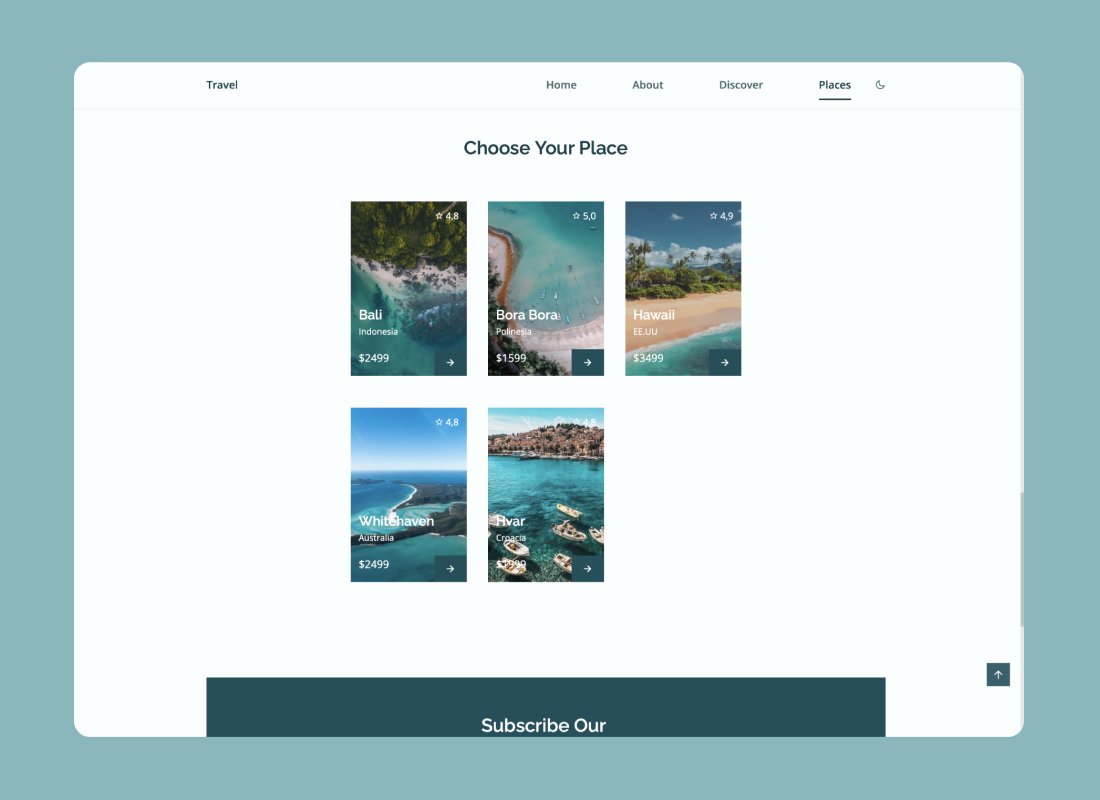 Travel
Home
About
Discover
Places
Choose Your Place
4,8
Bali
Indonesia
$2499
5,0
Bora Bora
Polinesia
$1599
4,9
Hawaii
EE.UU
$3499
4,8
Whitehaven
Australia
$2499
4,8
Hvar
Croacia
$1999
Subscribe Our